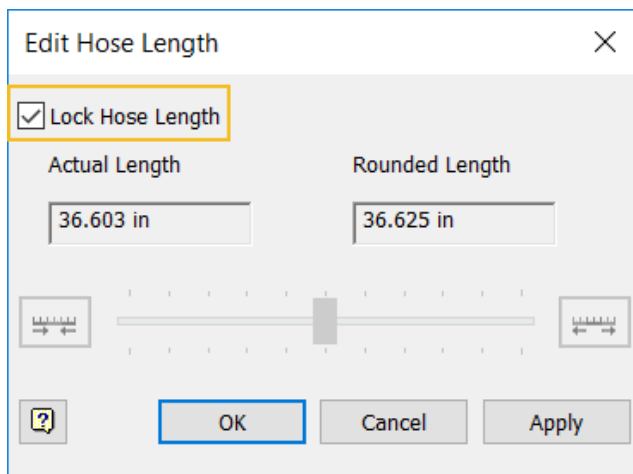 Edit Hose Length
Lock Hose Length
Actual Length Rounded Length
36.603 in 36.625 in
?
OK Cancel Apply